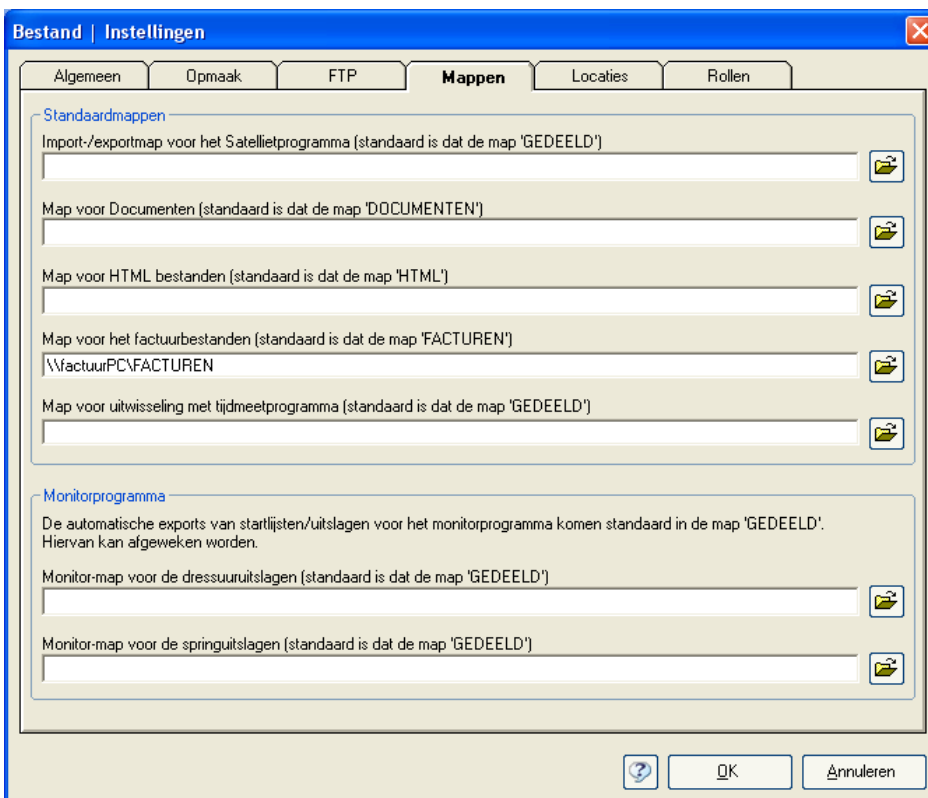 Bestand | Instellingen
Algemeen
Opmaak
FTP
Mappen
Locaties
Rollen
Standaardmappen
Import-/exportmap voor het Satellietprogramma (standaard is dat de map 'GEDEELD')
Map voor Documenten (standaard is dat de map 'DOCUMENTEN')
Map voor HTML bestanden (standaard is dat de map 'HTML')
Map voor het factuurbestanden (standaard is dat de map 'FACTUREN')
\\factuurPC\FACTUREN
Map voor uitwisseling met tijdmeetprogramma (standaard is dat de map 'GEDEELD')
Monitorprogramma
De automatische exports van startlijsten/uitslagen voor het monitorprogramma komen standaard in de map 'GEDEELD'.
Hiervan kan afgeweken worden.
Monitor-map voor de dressuuruitslagen (standaard is dat de map 'GEDEELD')
Monitor-map voor de springuitslagen (standaard is dat de map 'GEDEELD')
?
OK
Annuleren